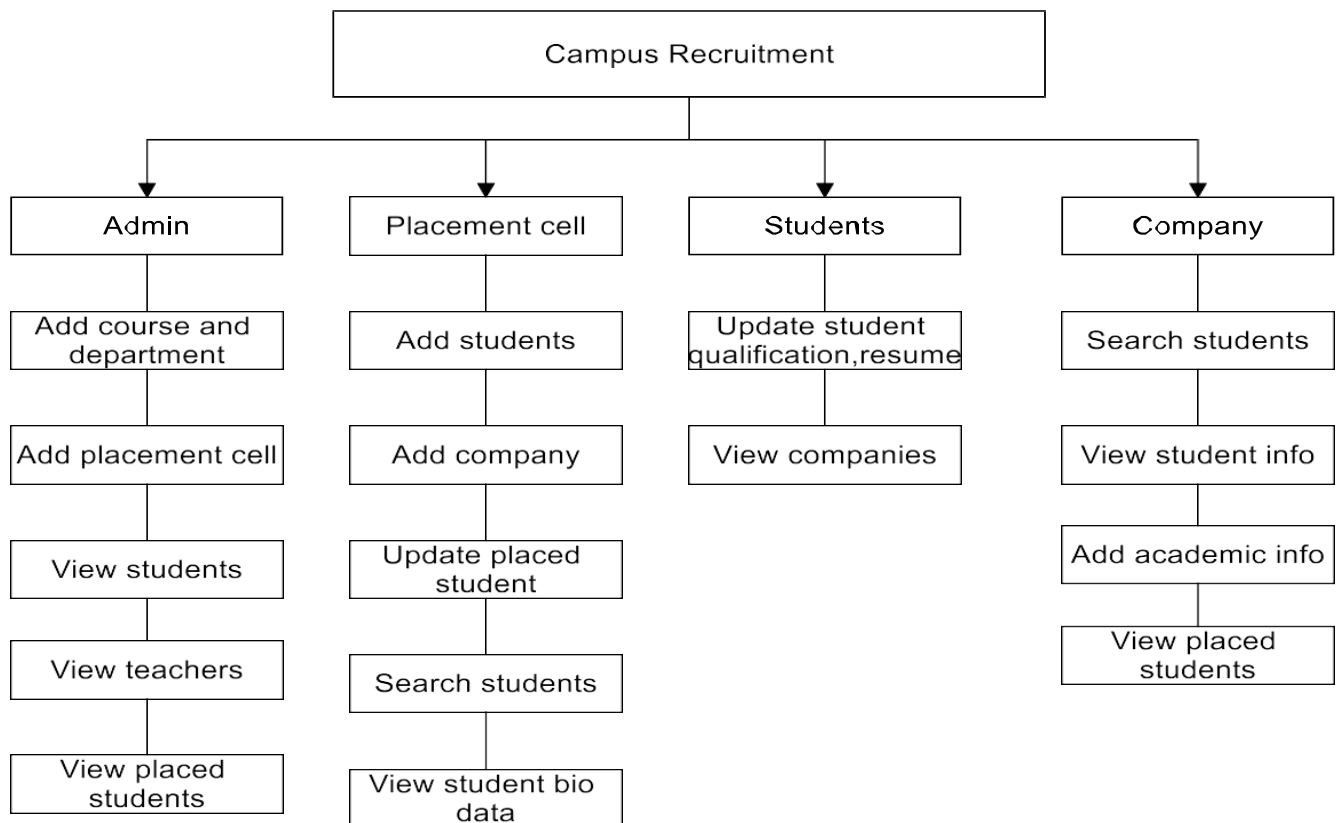 Campus Recruitment
Admin
Placement cell
Students
Company
Add course and
department
Add students
Update student
qualification,resume
Search students
Add placement cell
Add company
View companies
View student info
View students
Update placed
student
Add academic info
View teachers
Search students
View placed
students
View placed
students
View student bio
data